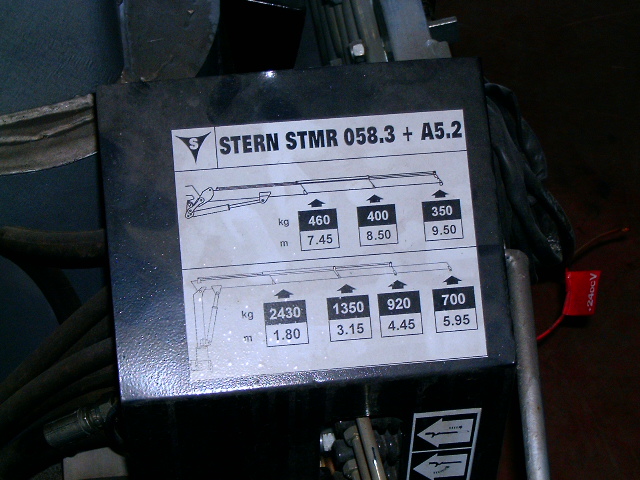 S STERN STMR 058.3 + A5.2
kg 460 400 350
m 7.45 8.50 9.50
kg 2430 1350 920 700
m 1.80 3.15 4.45 5.95